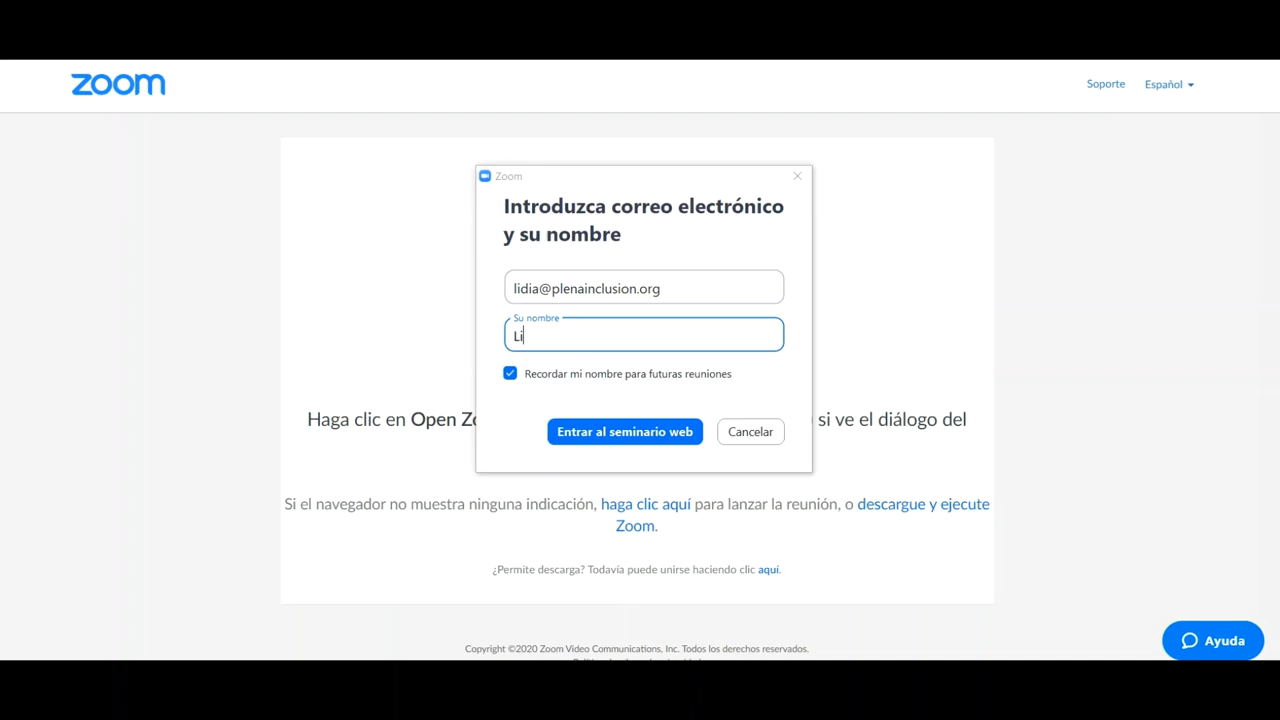 zoom
Soporte
Español
Zoom
Introduzca correo electrónico
y su nombre
lidia@plenainclusion.org
Su nombre
Li
Recordar mi nombre para futuras reuniones
Entrar al seminario web
Cancelar
Haga clic en Open Zo
si ve el diálogo del
Si el navegador no muestra ninguna indicación, haga clic aquí para lanzar la reunión, o descargue y ejecute
Zoom.
¿Permite descarga? Todavía puede unirse haciendo clic aquí.
Ayuda
Copyright ©2020 Zoom Video Communications, Inc. Todos los derechos reservados.